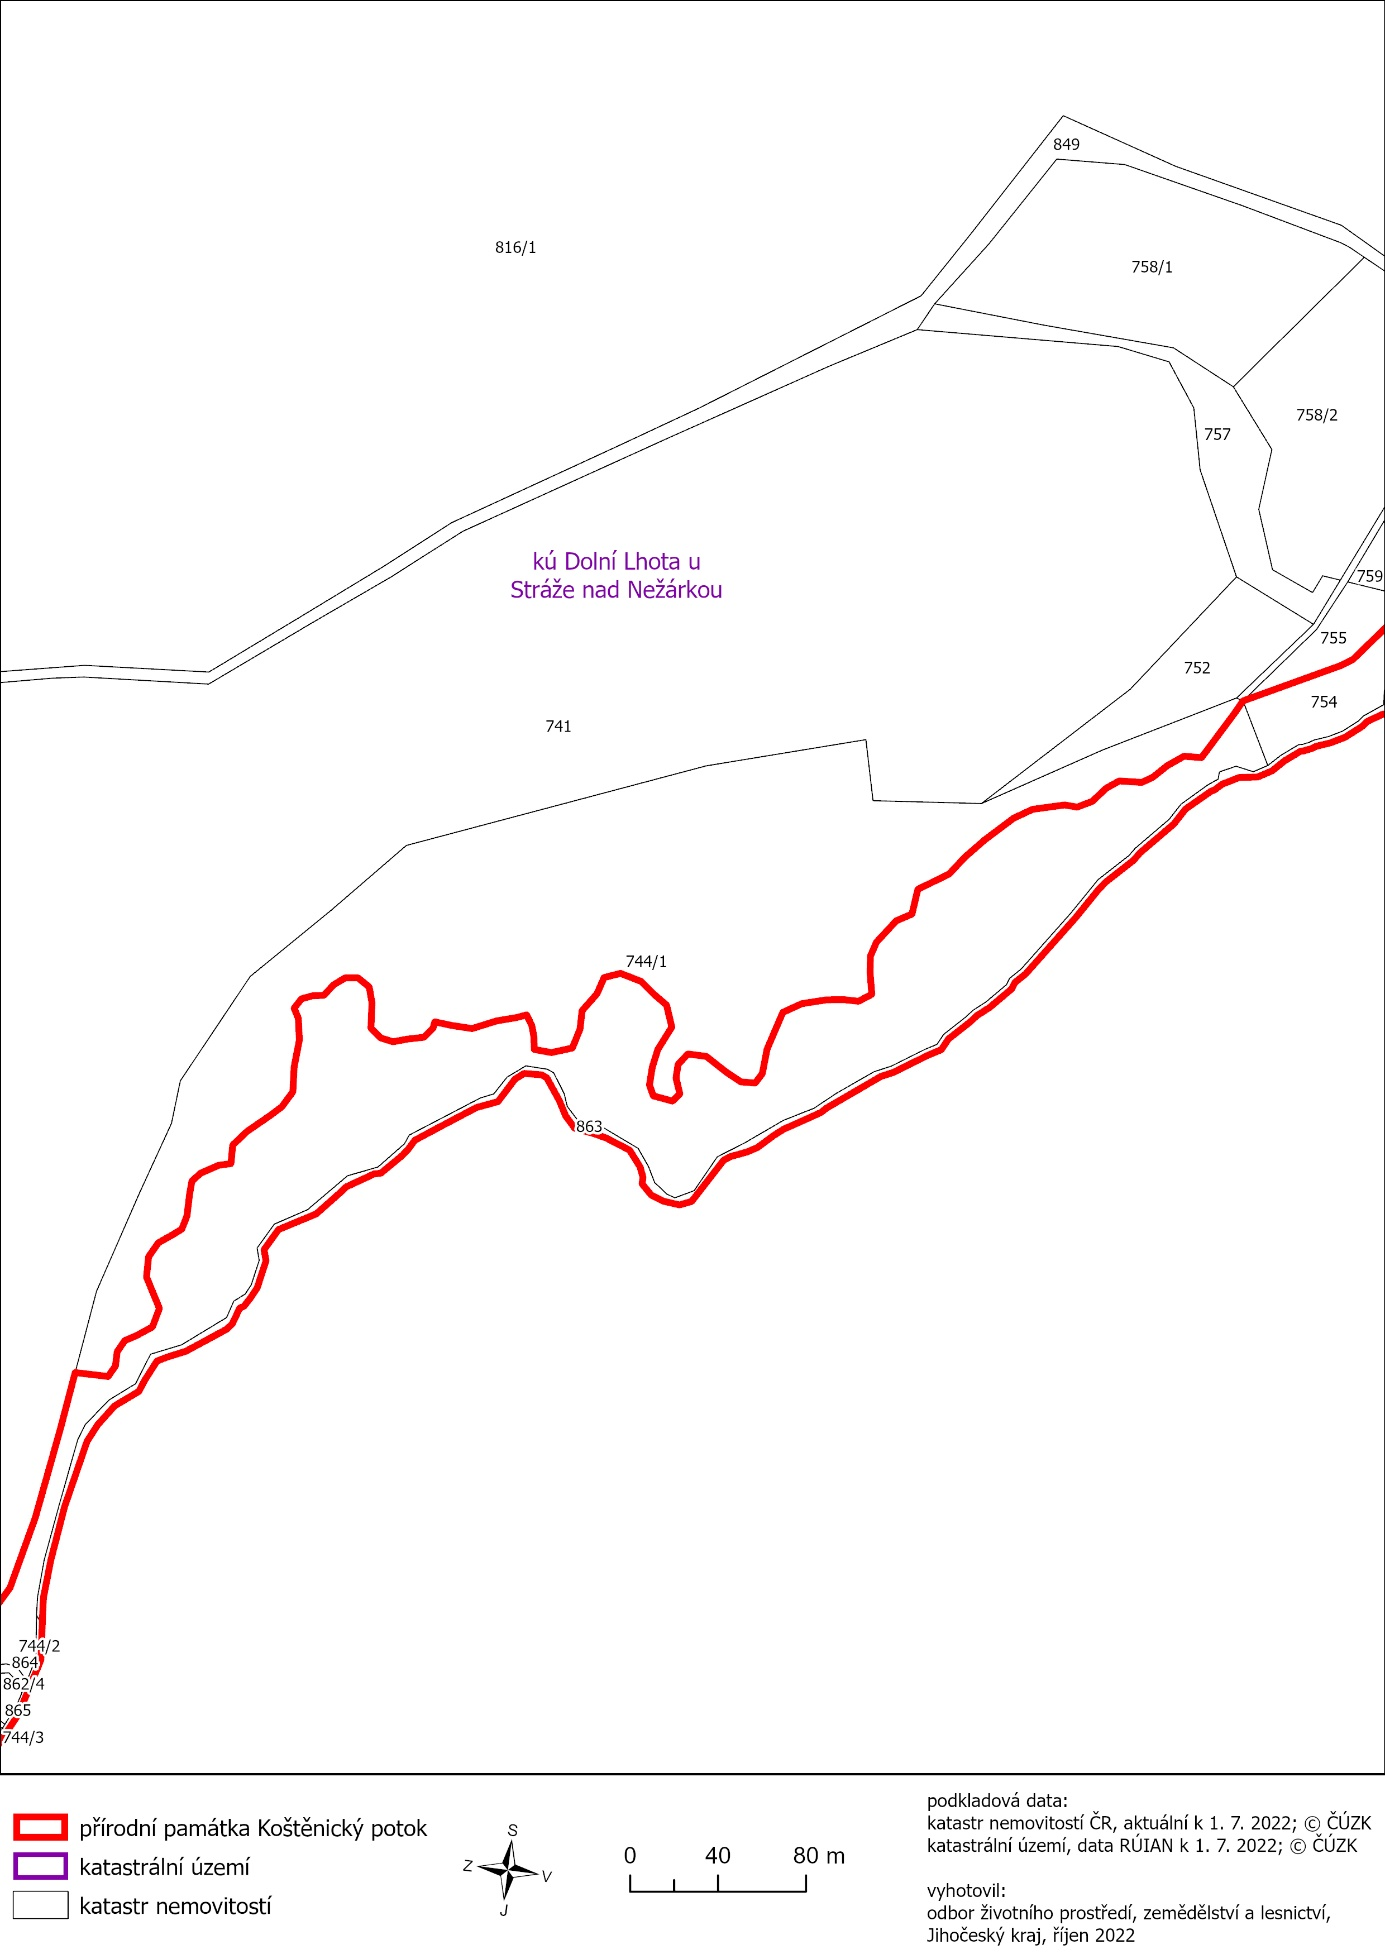 849
816/1
758/1
758/2
757
kú Dolní Lhota u
Stráže nad Nežárkou
759
755
752
754
741
744/1
863
744/2
864
862/4
865
744/3
přírodní památka Koštěnický potok
katastrální území
katastr nemovitostí
S
Z
V
J
0 40 80 m
podkladová data:
katastr nemovitostí ČR, aktuální k 1. 7. 2022; © ČÚZK
katastrální území, data RÚIAN k 1. 7. 2022; © ČÚZK
vyhotovil:
odbor životního prostředí, zemědělství a lesnictví,
Jihočeský kraj, říjen 2022